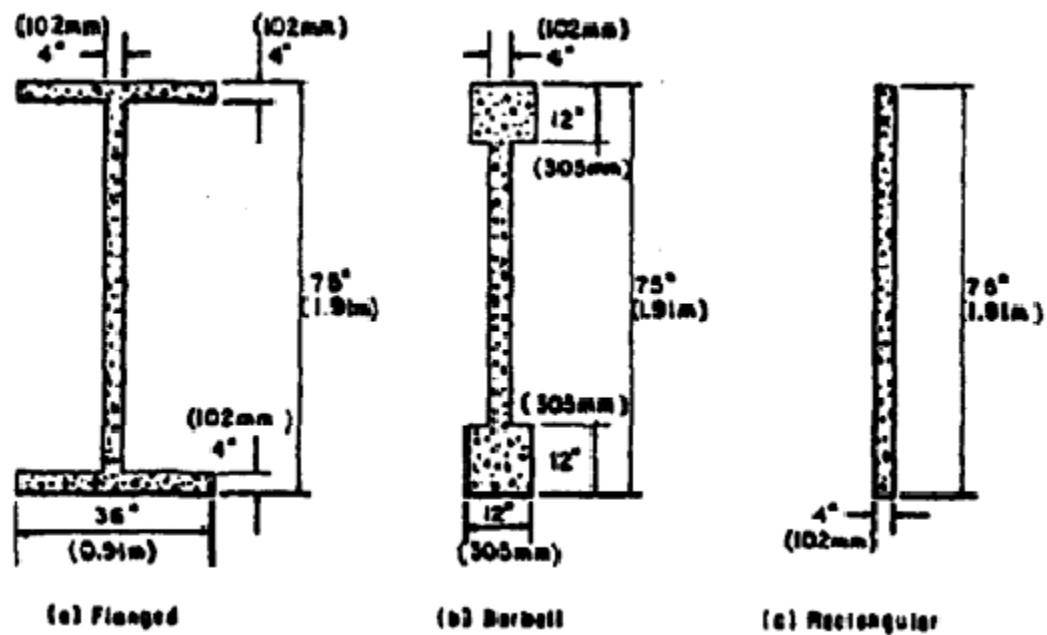 (102mm)
4"
(102mm)
4"
75"
(1.91m)
(102mm)
4"
36"
(0.91m)
(102mm)
4"
12"
(305mm)
75"
(1.91m)
(305mm)
12"
12"
(305mm)
75"
(1.91m)
4"
(102mm)
(a) Flanged
(b) Barbell
(c) Rectangular